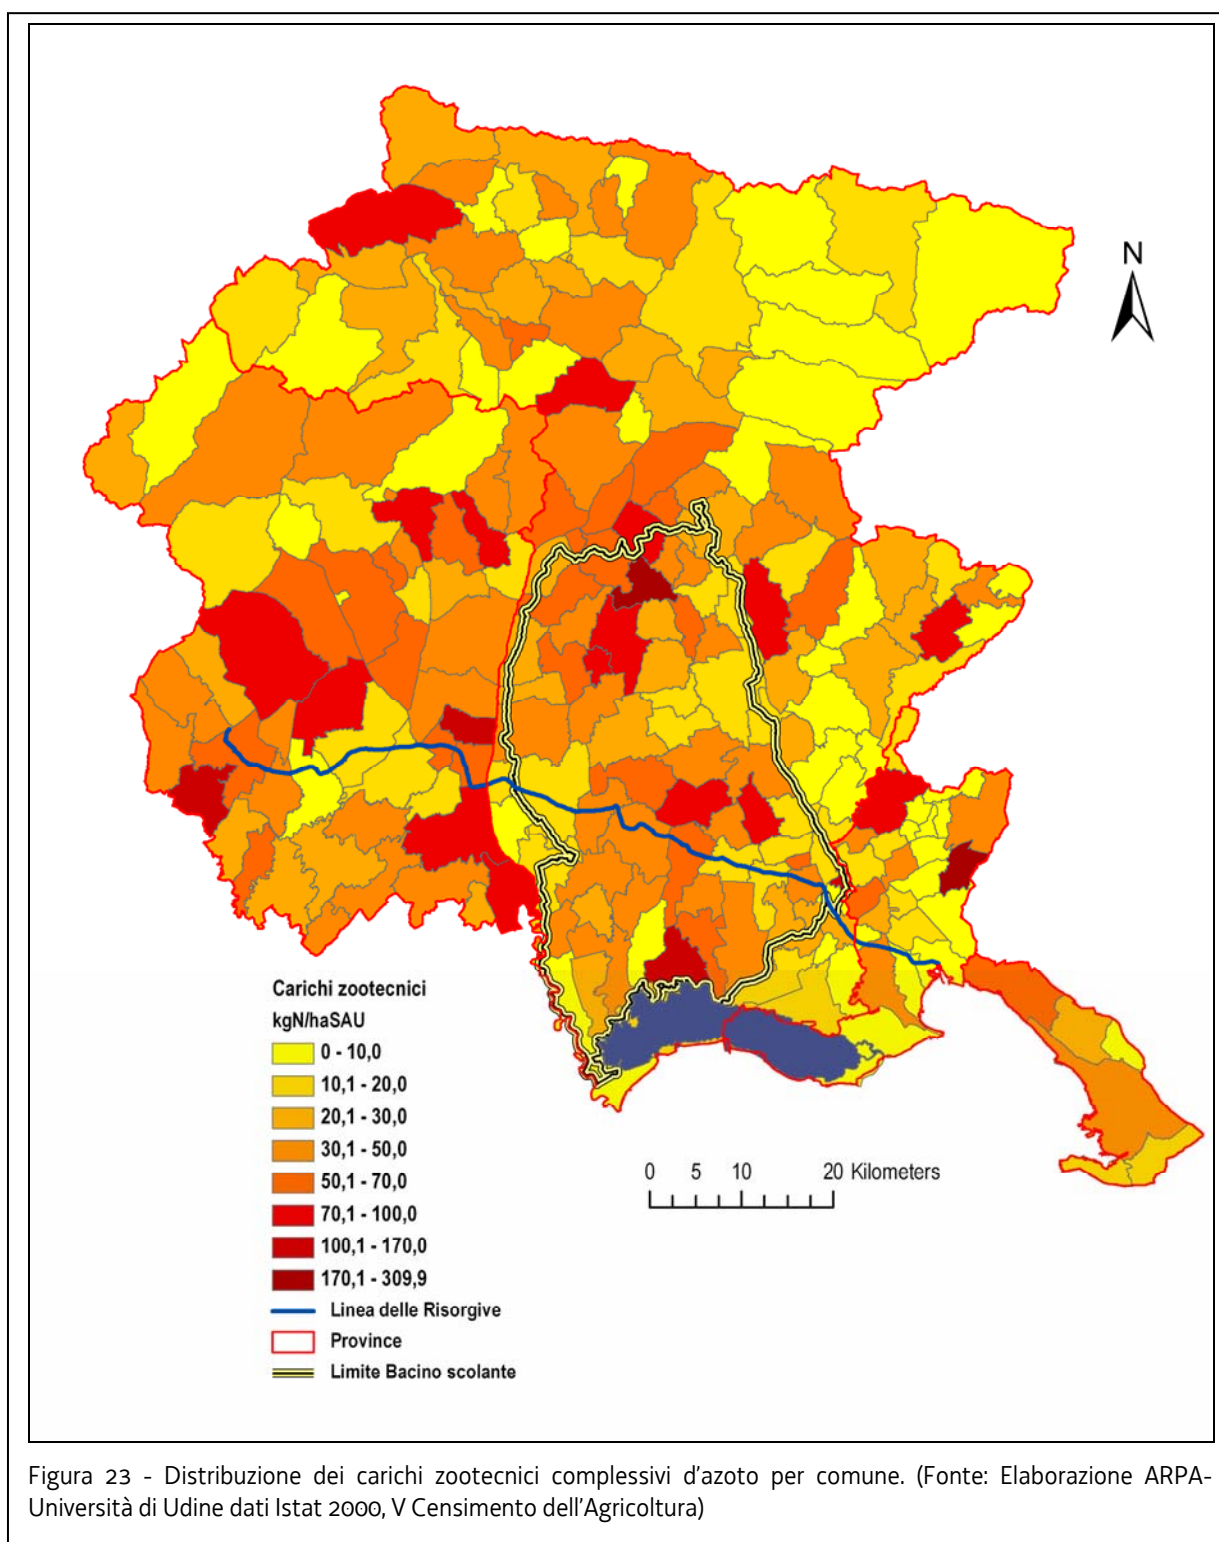 N
Carichi zootecnici
kgN/haSAU
0 - 10,0
10,1 - 20,0
20,1 - 30,0
30,1 - 50,0
50,1 - 70,0
70,1 - 100,0
100,1 - 170,0
170,1 - 309,9
Linea delle Risorgive
Province
Limite Bacino scolante
0 5 10 20 Kilometers
Figura 23 - Distribuzione dei carichi zootecnici complessivi d'azoto per comune. (Fonte: Elaborazione ARPA-
Università di Udine dati Istat 2000, V Censimento dell'Agricoltura)